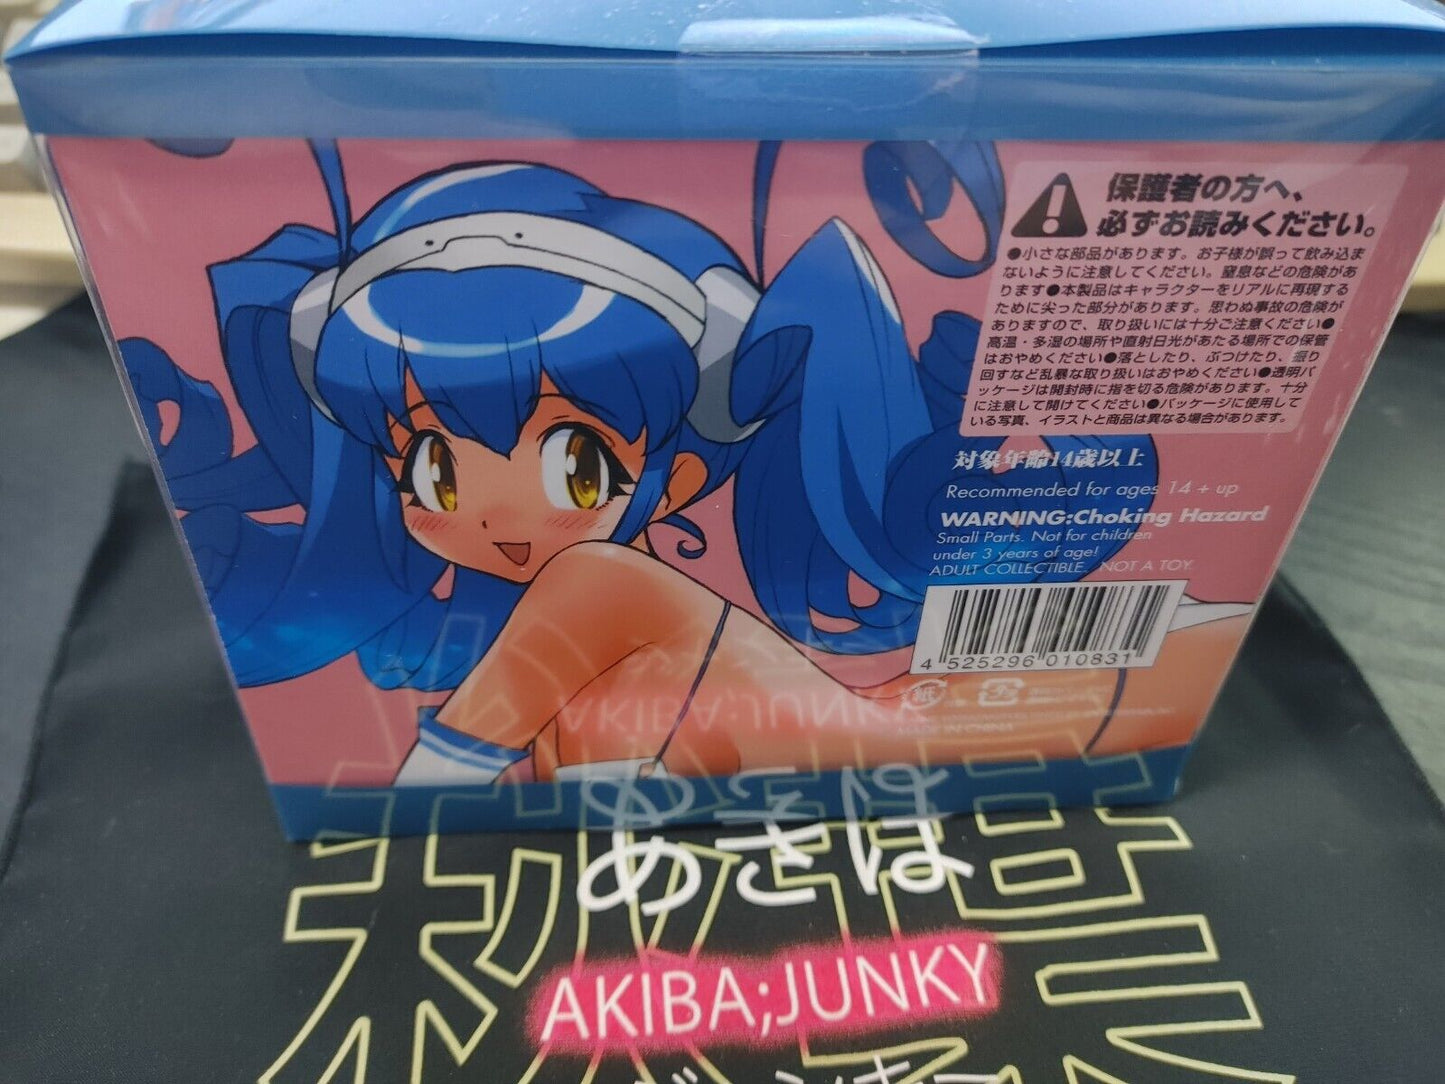 保護者の方へ、
必ずお読みください。
●小さな部品があります。お子様が誤って飲み込ま
ないように注意してください。窒息などの危険があ
ります●本製品はキャラクターをリアルに再現する
ために尖った部分があります。思わぬ事故の危険が
ありますので、取り扱いには十分ご注意ください●
高温・多湿の場所や直射日光があたる場所での保管
はおやめください●落としたり、ぶつけたり、振り
回すなど乱暴な取り扱いはおやめください●透明パ
ッケージは開封時に指を切る危険があります。十分
に注意して開けてください●パッケージに使用して
いる写真、イラストと商品は異なる場合があります。
対象年齢14歳以上
Recommended for ages 14 + up
WARNING:Choking Hazard
Small Parts. Not for children
under 3 years of age!
ADULT COLLECTIBLE. NOT A TOY.
4 525296 010831
紙
MADE IN CHINA
めさほ
AKIBA;JUNKY